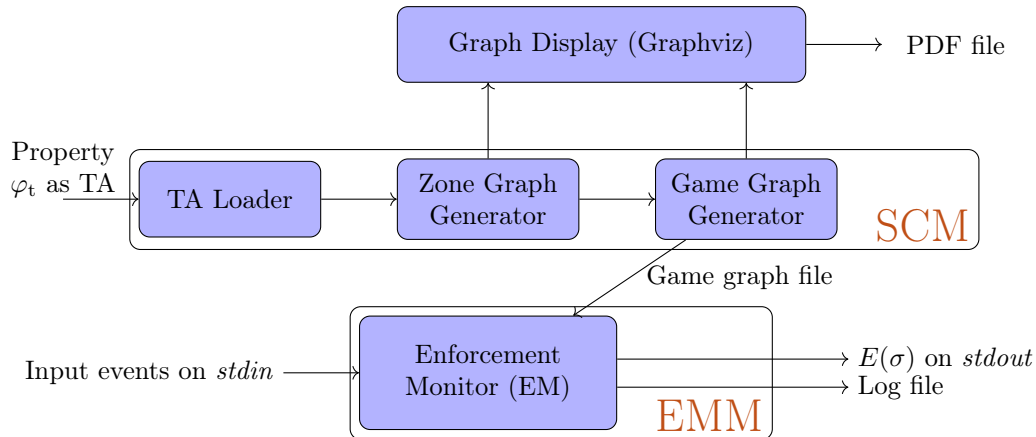 Graph Display (Graphviz)
PDF file
Property
φt as TA
TA Loader
Zone Graph
Generator
Game Graph
Generator
SCM
Game graph file
Input events on stdin
Enforcement
Monitor (EM)
E(σ) on stdout
Log file
EMM